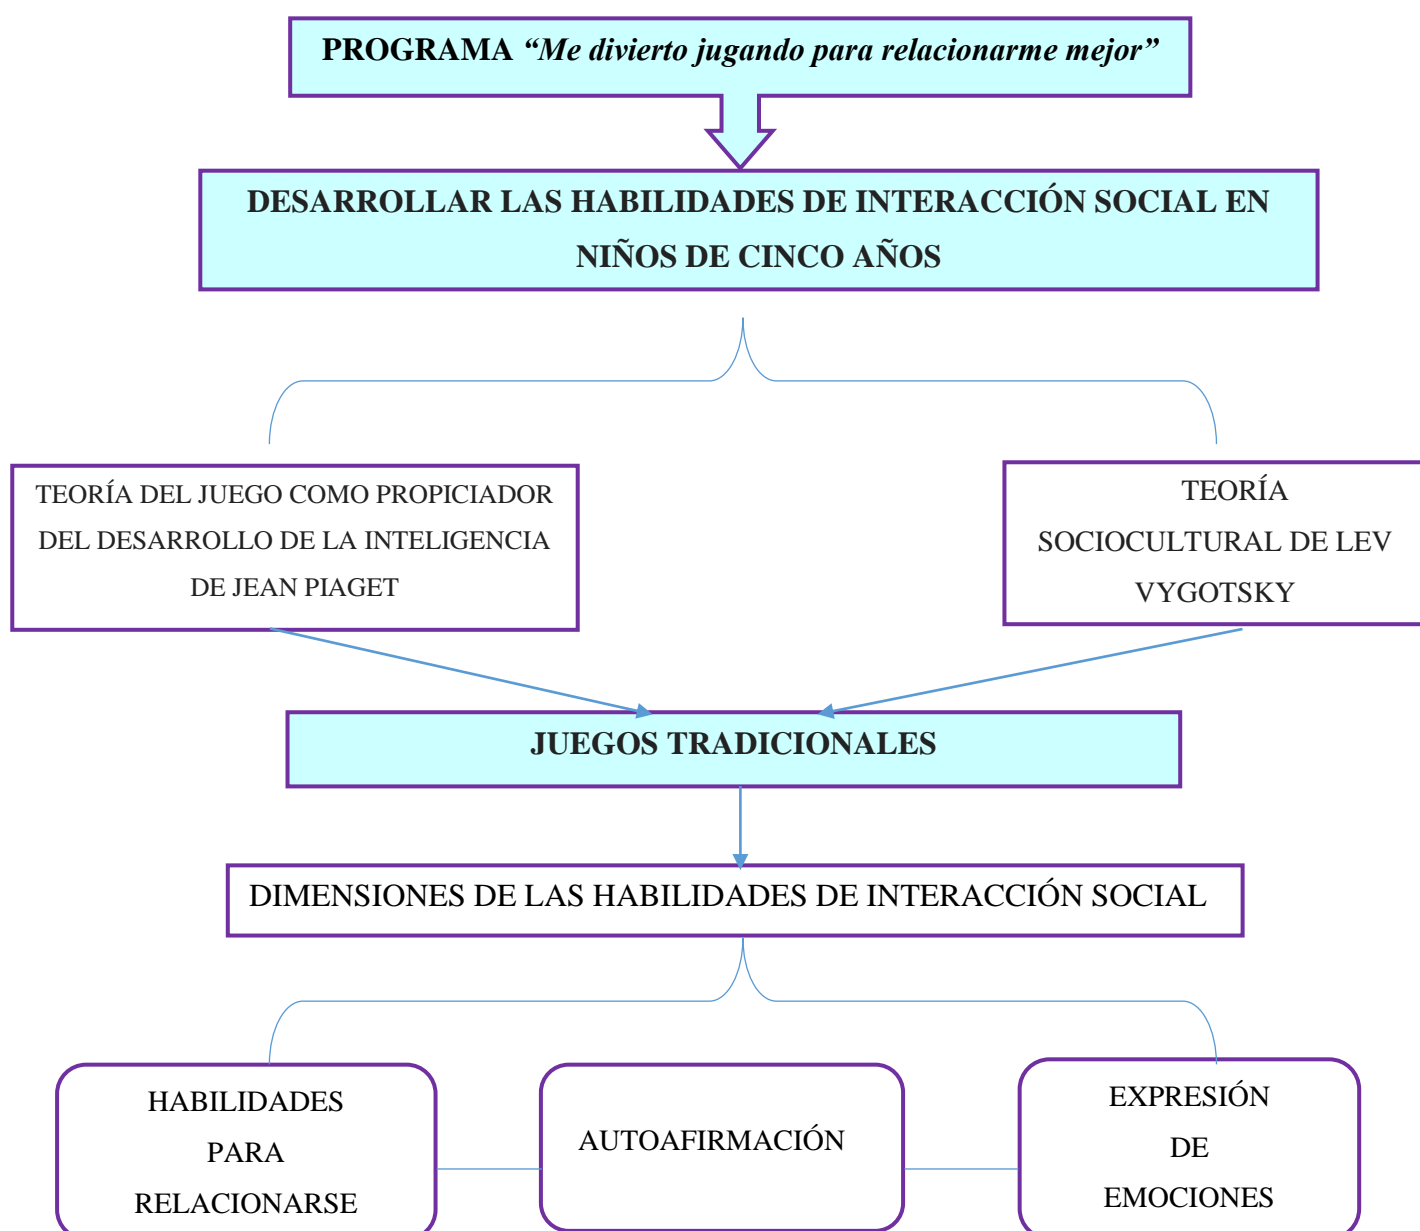 PROGRAMA “Me divierto jugando para relacionarme mejor”
DESARROLLAR LAS HABILIDADES DE INTERACCIÓN SOCIAL EN
NIÑOS DE CINCO AÑOS
TEORÍA DEL JUEGO COMO PROPICIADOR
DEL DESARROLLO DE LA INTELIGENCIA
DE JEAN PIAGET
TEORÍA
SOCIOCULTURAL DE LEV
VYGOTSKY
JUEGOS TRADICIONALES
DIMENSIONES DE LAS HABILIDADES DE INTERACCIÓN SOCIAL
HABILIDADES
PARA
RELACIONARSE
AUTOAFIRMACIÓN
EXPRESIÓN
DE
EMOCIONES